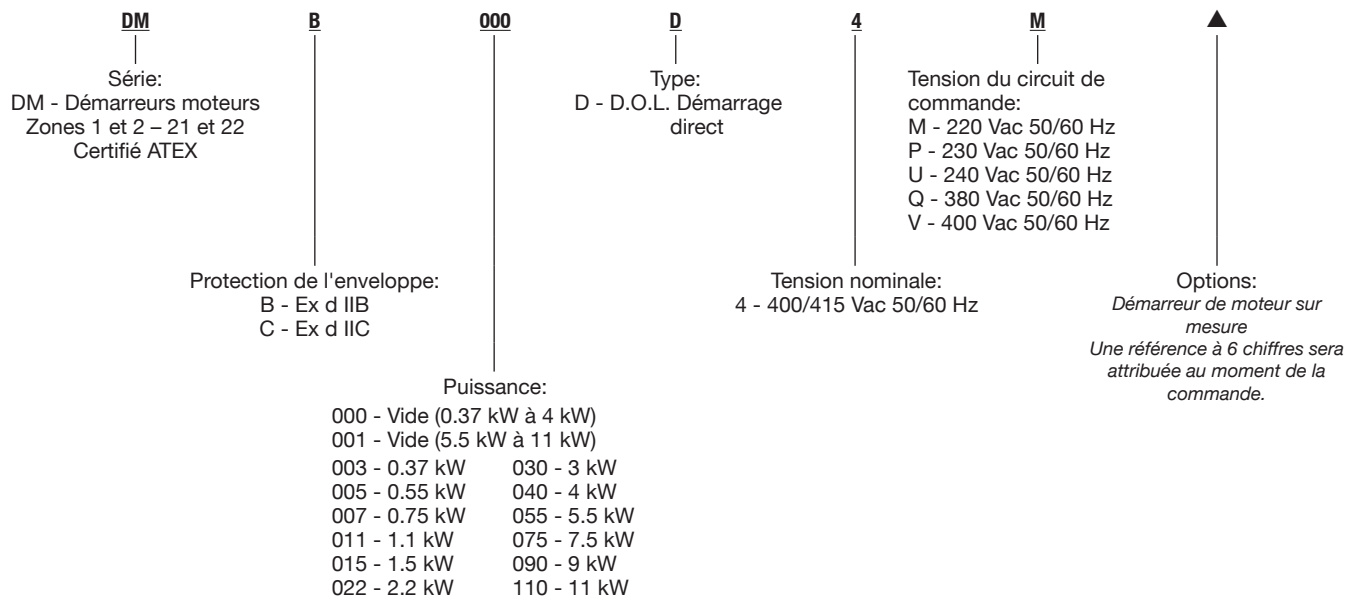 DM B 000 D 4 M ▲
Série:
DM - Démarreurs moteurs
Zones 1 et 2 – 21 et 22
Certifié ATEX
Type:
D - D.O.L. Démarrage
direct
Tension du circuit de
commande:
M - 220 Vac 50/60 Hz
P - 230 Vac 50/60 Hz
U - 240 Vac 50/60 Hz
Q - 380 Vac 50/60 Hz
V - 400 Vac 50/60 Hz
Protection de l'enveloppe:
B - Ex d IIB
C - Ex d IIC
Tension nominale:
4 - 400/415 Vac 50/60 Hz
Options:
Démarreur de moteur sur
mesure
Une référence à 6 chiffres sera
attribuée au moment de la
commande.
Puissance:
000 - Vide (0.37 kW à 4 kW)
001 - Vide (5.5 kW à 11 kW)
003 - 0.37 kW 030 - 3 kW
005 - 0.55 kW 040 - 4 kW
007 - 0.75 kW 055 - 5.5 kW
011 - 1.1 kW 075 - 7.5 kW
015 - 1.5 kW 090 - 9 kW
022 - 2.2 kW 110 - 11 kW